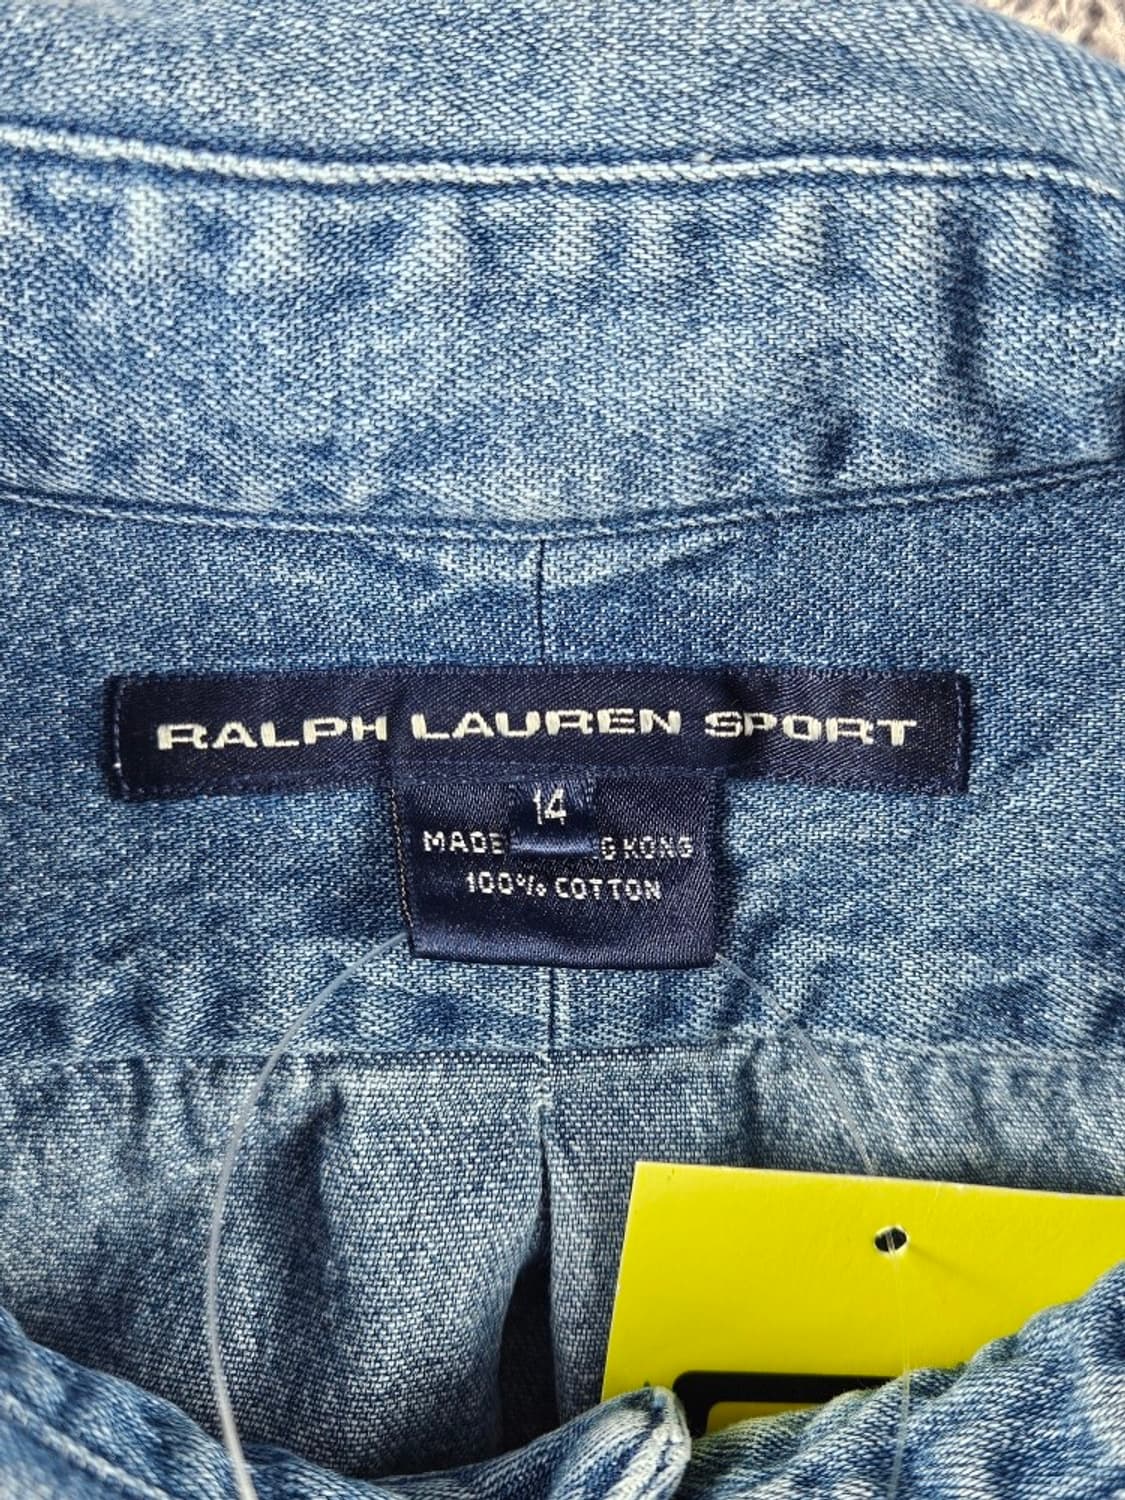 RALPH LAUREN SPORT
14
MADE G KONG
100% COTTON